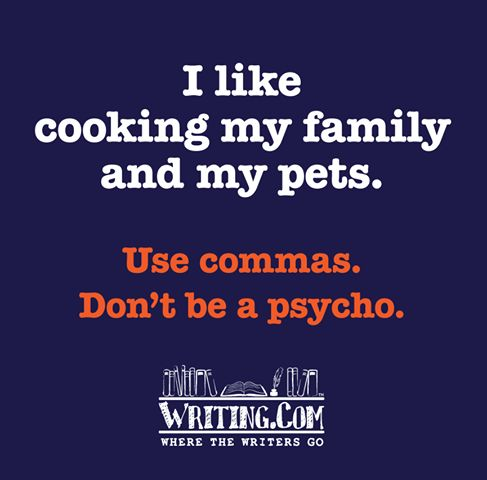 I like
cooking my family
and my pets.
Use commas.
Don't be a psycho.
WRITING.COM
WHERE THE WRITERS GO